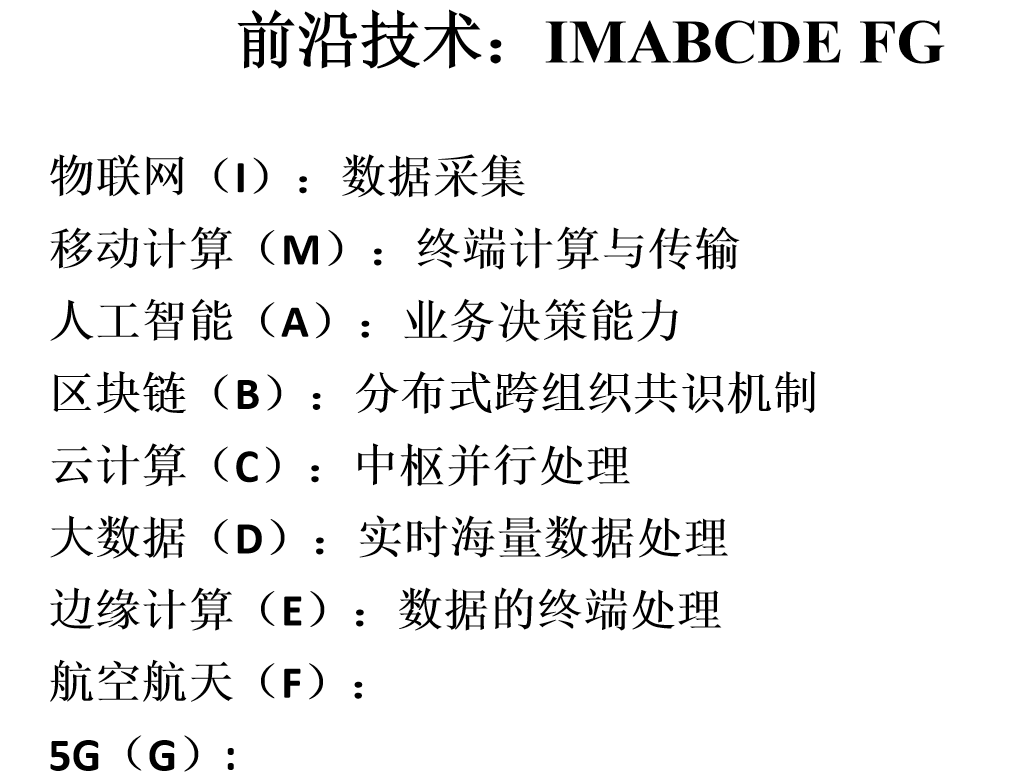 前沿技术：IMABCDE FG
物联网（I）：数据采集
移动计算（M）：终端计算与传输
人工智能（A）：业务决策能力
区块链（B）：分布式跨组织共识机制
云计算（C）：中枢并行处理
大数据（D）：实时海量数据处理
边缘计算（E）：数据的终端处理
航空航天（F）：
5G（G）: